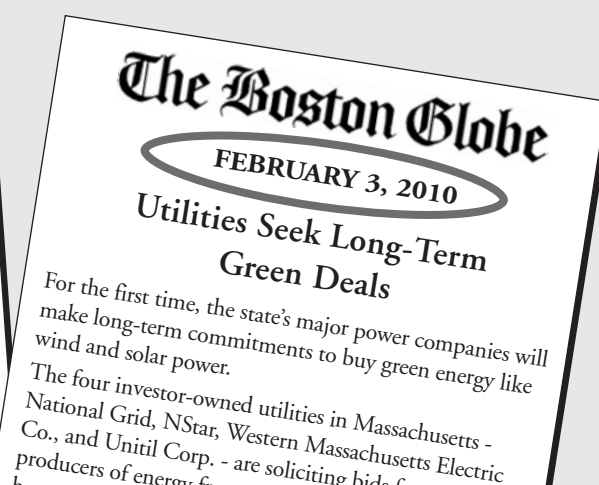 The Boston Globe
FEBRUARY 3, 2010
Utilities Seek Long-Term
Green Deals
For the first time, the state's major power companies will
make long-term commitments to buy green energy like
wind and solar power.
The four investor-owned utilities in Massachusetts -
National Grid, NStar, Western Massachusetts Electric
Co., and Unitil Corp. - are soliciting bids
producers of energy